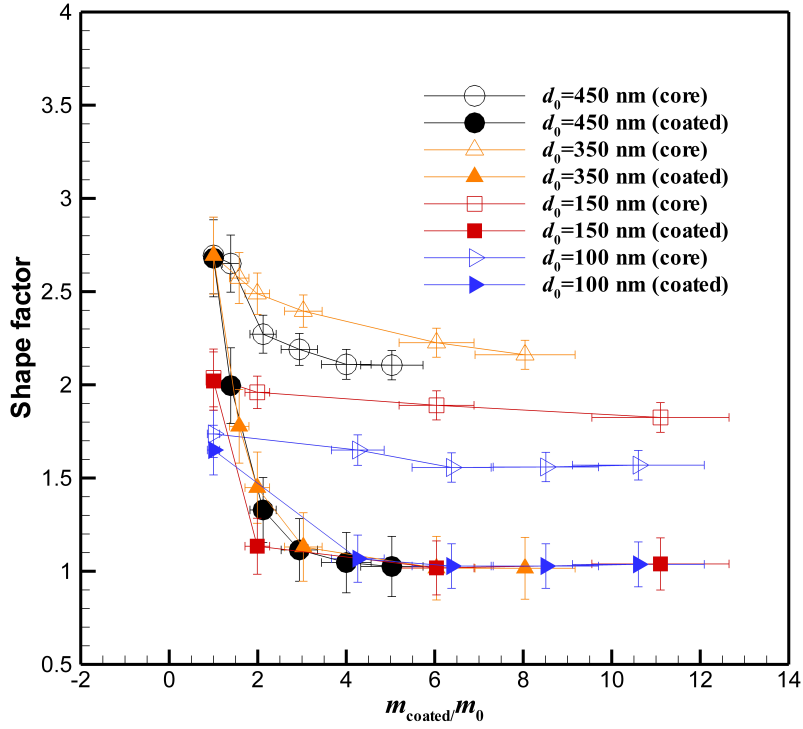 4
3.5
3
2.5
2
1.5
1
0.5
Shape factor
d0=450 nm (core)
d0=450 nm (coated)
d0=350 nm (core)
d0=350 nm (coated)
d0=150 nm (core)
d0=150 nm (coated)
d0=100 nm (core)
d0=100 nm (coated)
-2 0 2 4 6 8 10 12 14
mcoated/m0